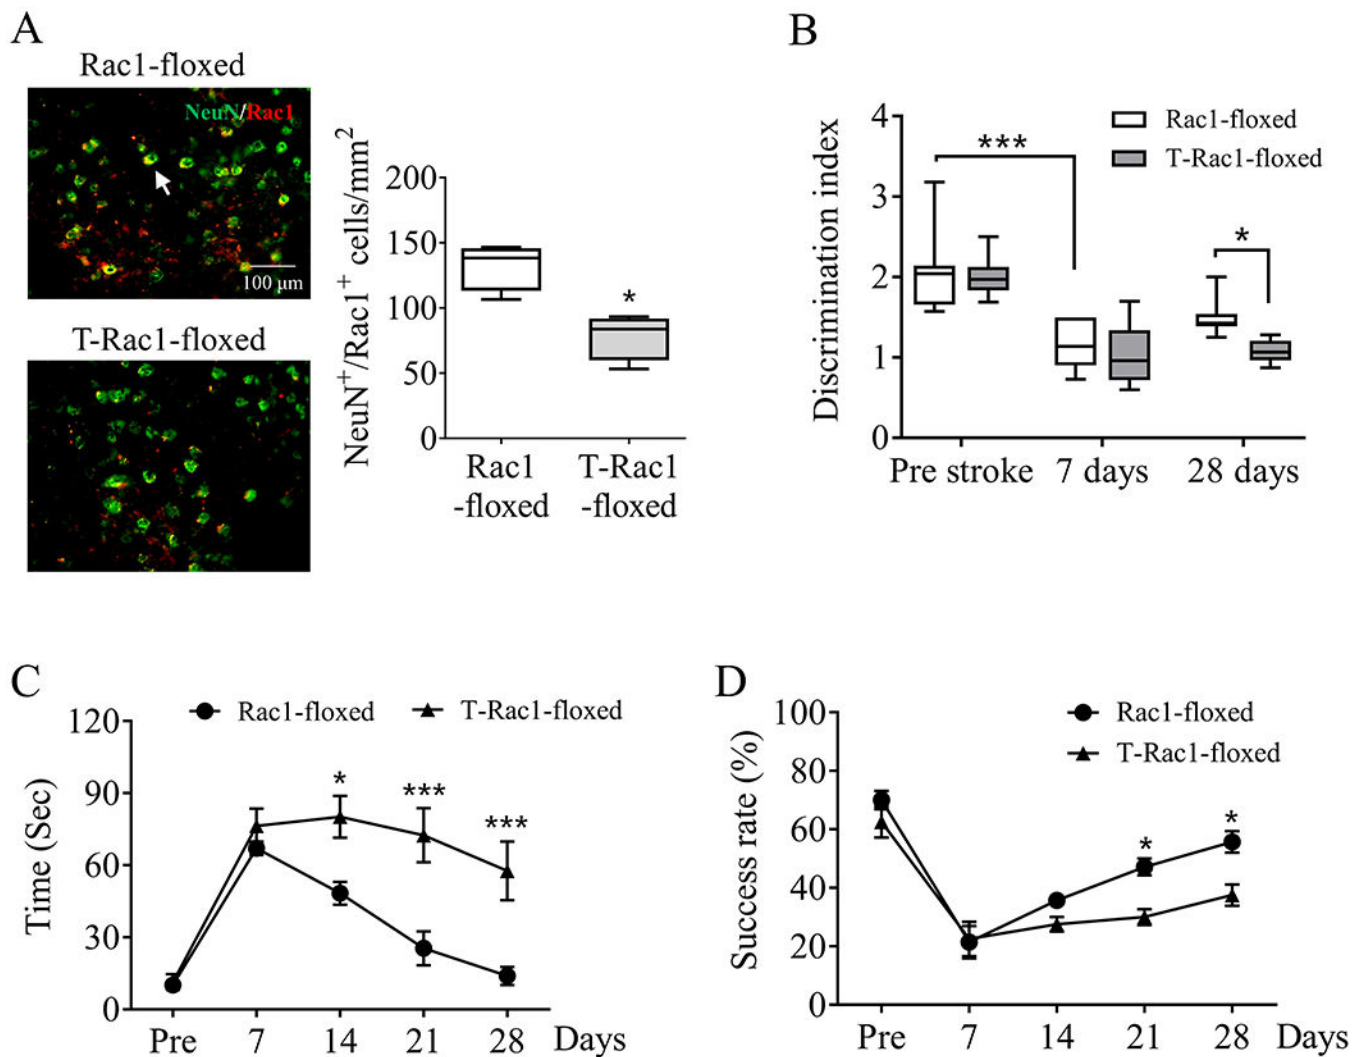 A
Rac1-floxed
NeuN/Rac1
100 μm
T-Rac1-floxed
NeuN+/Rac1+ cells/mm2
200
150
100
50
0
*
Rac1
-floxed
T-Rac1
-floxed
B
Discrimination index
4
3
2
1
0
Rac1-floxed
T-Rac1-floxed
***
*
Pre stroke 7 days 28 days
C
Rac1-floxed T-Rac1-floxed
Time (Sec)
120
90
60
30
0
*
***
***
Pre 7 14 21 28 Days
D
Rac1-floxed
T-Rac1-floxed
Success rate (%)
100
80
60
40
20
0
*
*
Pre 7 14 21 28 Days